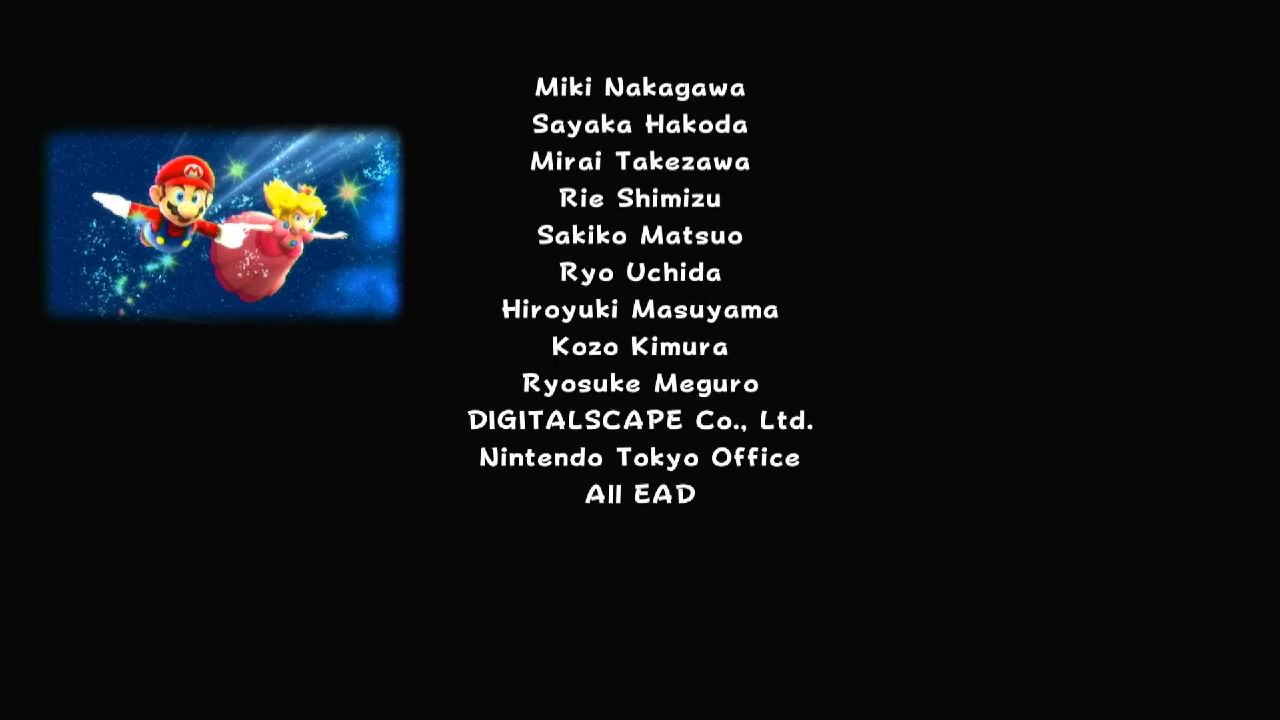 Miki Nakagawa
Sayaka Hakoda
Mirai Takezawa
Rie Shimizu
Sakiko Matsuo
Ryo Uchida
Hiroyuki Masuyama
Kozo Kimura
Ryosuke Meguro
DIGITALSCAPE Co., Ltd.
Nintendo Tokyo Office
All EAD